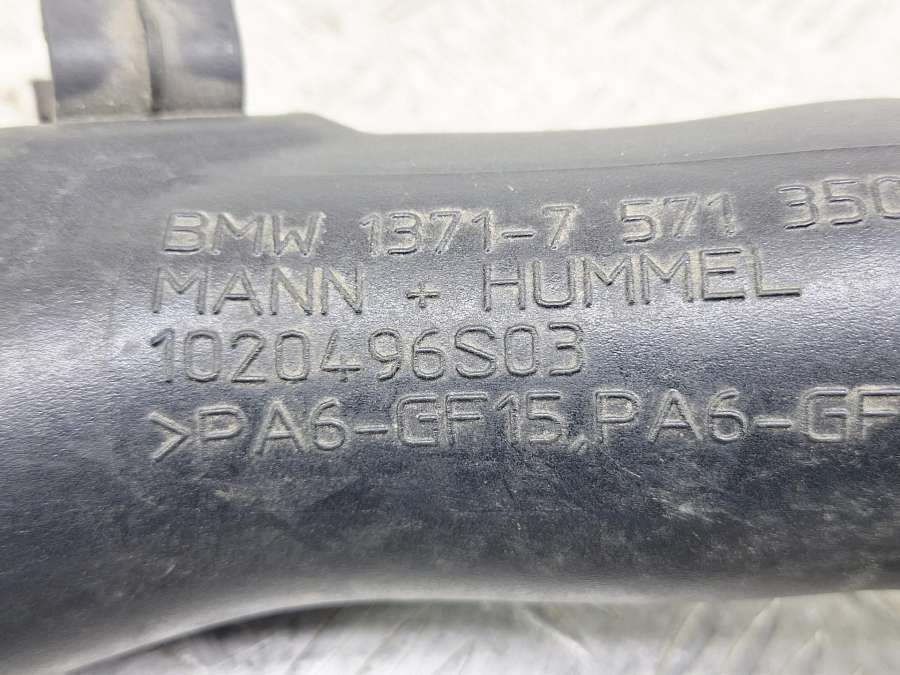 BMW 1371-7 571 350
MANN + HUMMEL
1020496S03
>PA6-GF15,PA6-GF